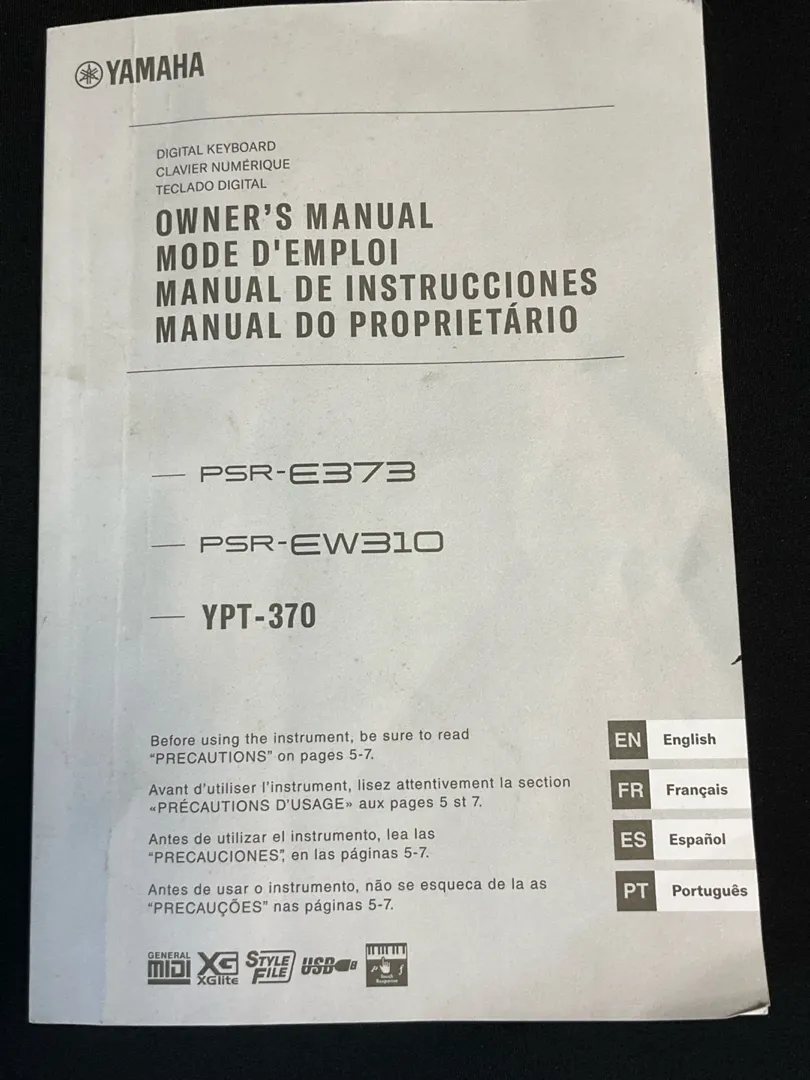 YAMAHA
DIGITAL KEYBOARD
CLAVIER NUMÉRIQUE
TECLADO DIGITAL
OWNER'S MANUAL
MODE D'EMPLOI
MANUAL DE INSTRUCCIONES
MANUAL DO PROPRIETÁRIO
— PSR-E373
— PSR-EW310
— YPT-370
Before using the instrument, be sure to read
“PRECAUTIONS” on pages 5-7.
Avant d'utiliser l'instrument, lisez attentivement la section
«PRÉCAUTIONS D'USAGE» aux pages 5 st 7.
Antes de utilizar el instrumento, lea las
“PRECAUCIONES”, en las páginas 5-7.
Antes de usar o instrumento, não se esqueca de la as
“PRECAUÇÕES” nas páginas 5-7.
EN English
FR Français
ES Español
PT Português
GENERAL
MIDI
XG
XGlite
STYLE
FILE
USB
Touch
Response